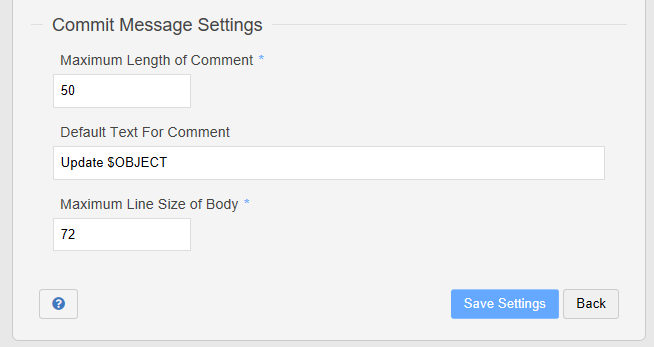 Commit Message Settings
Maximum Length of Comment *
50
Default Text For Comment
Update $OBJECT
Maximum Line Size of Body *
72
?
Save Settings
Back